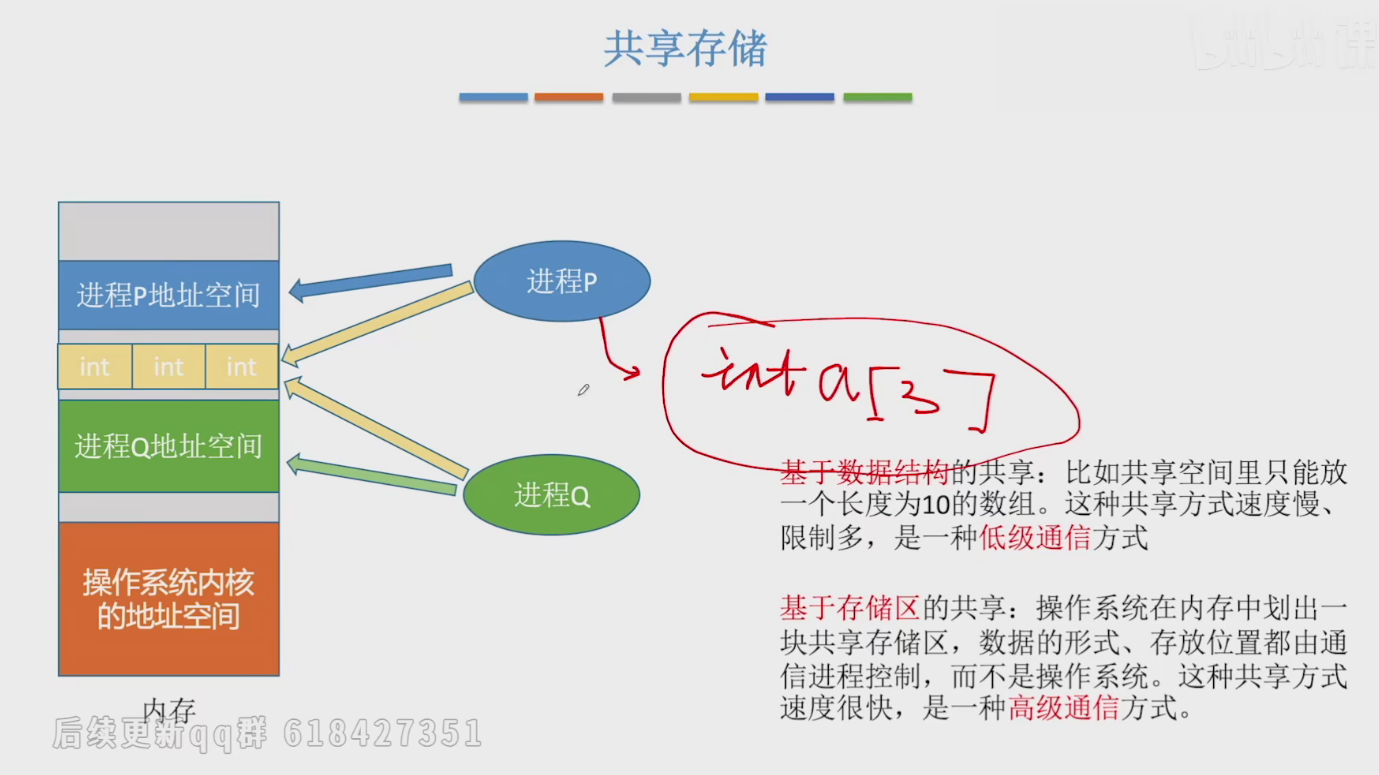 共享存储
进程P地址空间
进程P
int int int
int a[3]
进程Q地址空间
进程Q
基于数据结构的共享：比如共享空间里只能放
一个长度为10的数组。这种共享方式速度慢、
限制多，是一种低级通信方式
操作系统内核
的地址空间
基于存储区的共享：操作系统在内存中划出一
块共享存储区，数据的形式、存放位置都由通
信进程控制，而不是操作系统。这种共享方式
速度很快，是一种高级通信方式。
内存
后续更新qq群 618427351